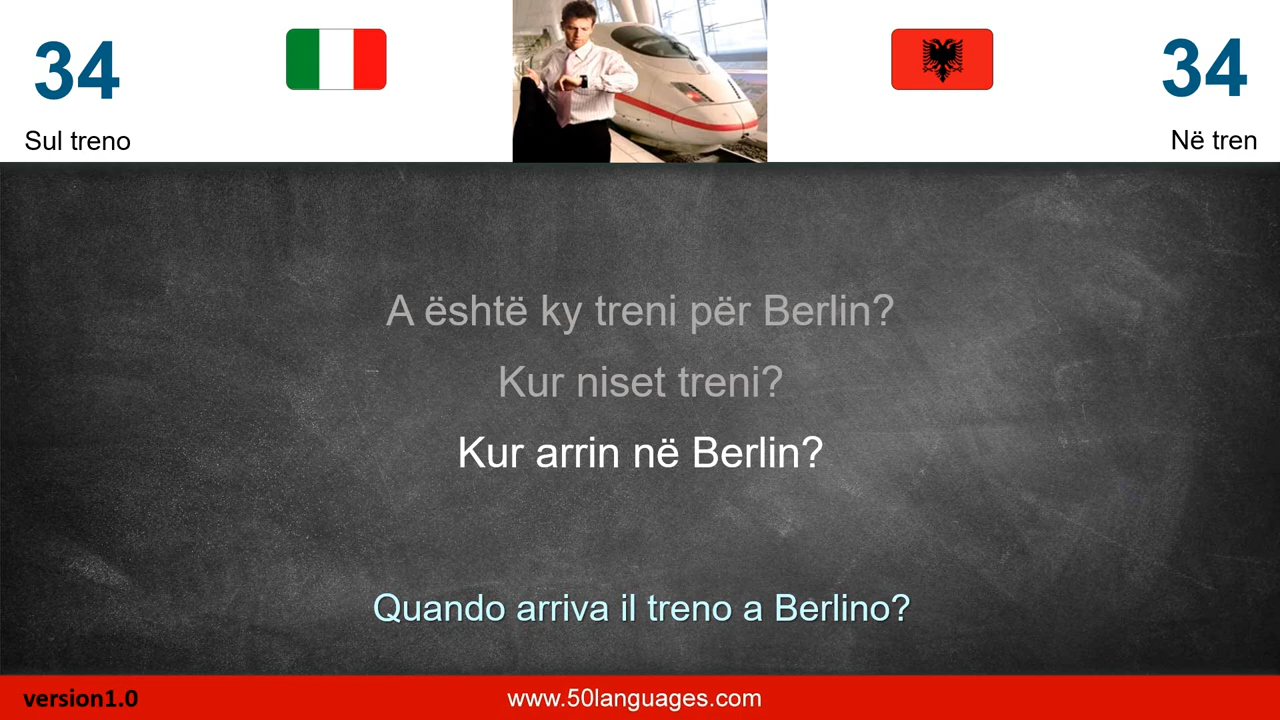 34
34
Sul treno
Në tren
A është ky treni për Berlin?
Kur niset treni?
Kur arrin në Berlin?
Quando arriva il treno a Berlino?
version1.0
www.50languages.com